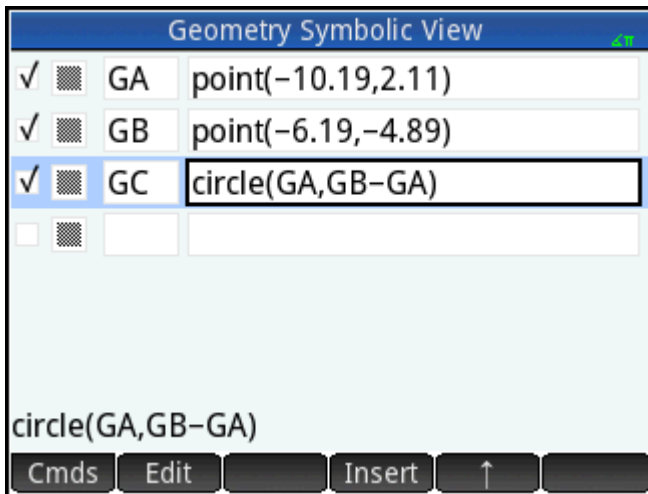 Geometry Symbolic View ∡π
✓ GA point(−10.19,2.11)
✓ GB point(−6.19,−4.89)
✓ GC circle(GA,GB−GA)
circle(GA,GB−GA)
Cmds Edit Insert ↑